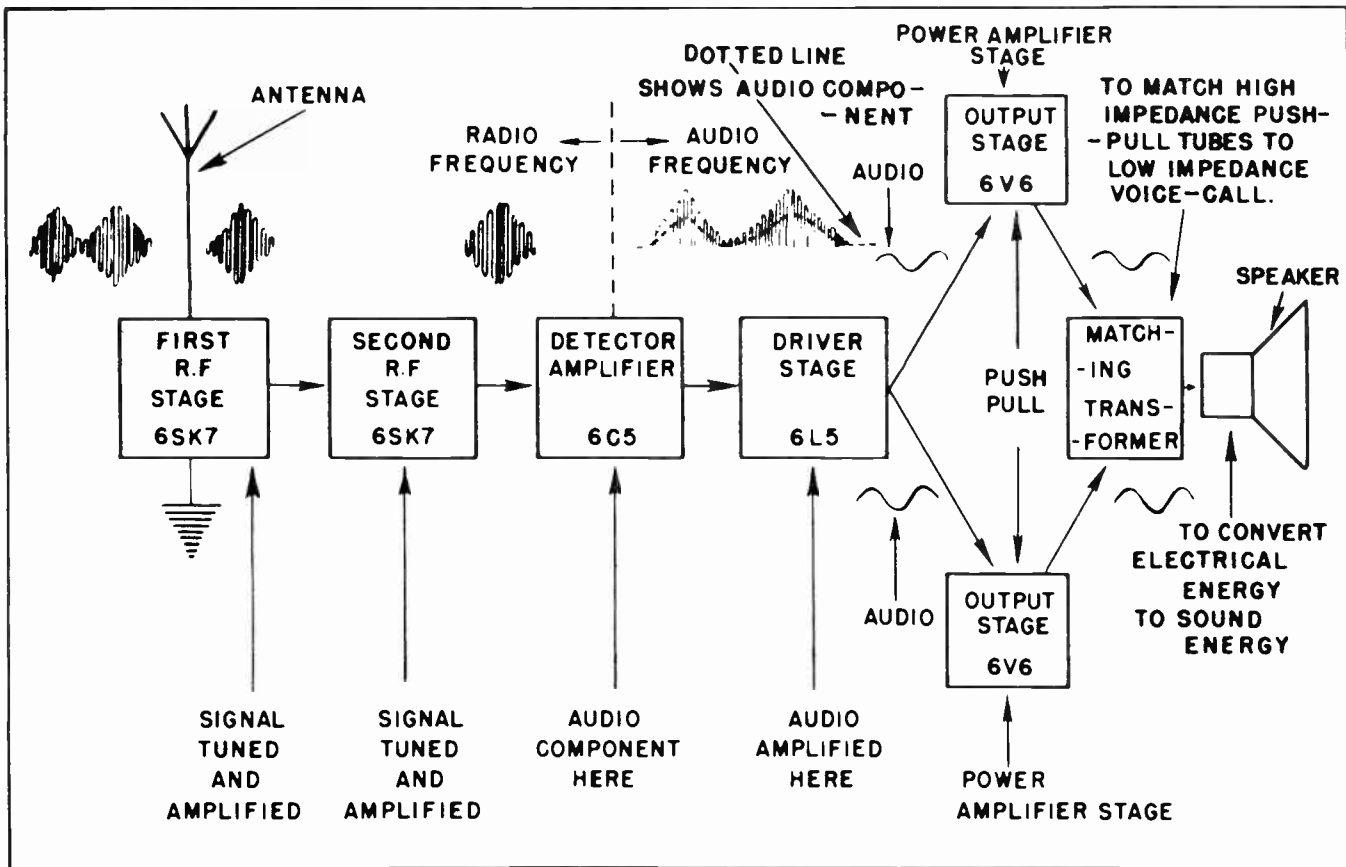 POWER AMPLIFIER
STAGE
DOTTED LINE
SHOWS AUDIO COMPO-
-NENT
ANTENNA
RADIO
FREQUENCY
AUDIO
FREQUENCY
AUDIO
OUTPUT
STAGE
6V6
TO MATCH HIGH
IMPEDANCE PUSH-
-PULL TUBES TO
LOW IMPEDANCE
VOICE-CALL.
SPEAKER
FIRST
R.F
STAGE
6SK7
SECOND
R.F
STAGE
6SK7
DETECTOR
AMPLIFIER
6C5
DRIVER
STAGE
6L5
PUSH
PULL
MATCH-
-ING
TRANS-
-FORMER
AUDIO
OUTPUT
STAGE
6V6
TO CONVERT
ELECTRICAL
ENERGY
TO SOUND
ENERGY
SIGNAL
TUNED
AND
AMPLIFIED
SIGNAL
TUNED
AND
AMPLIFIED
AUDIO
COMPONENT
HERE
AUDIO
AMPLIFIED
HERE
POWER
AMPLIFIER STAGE